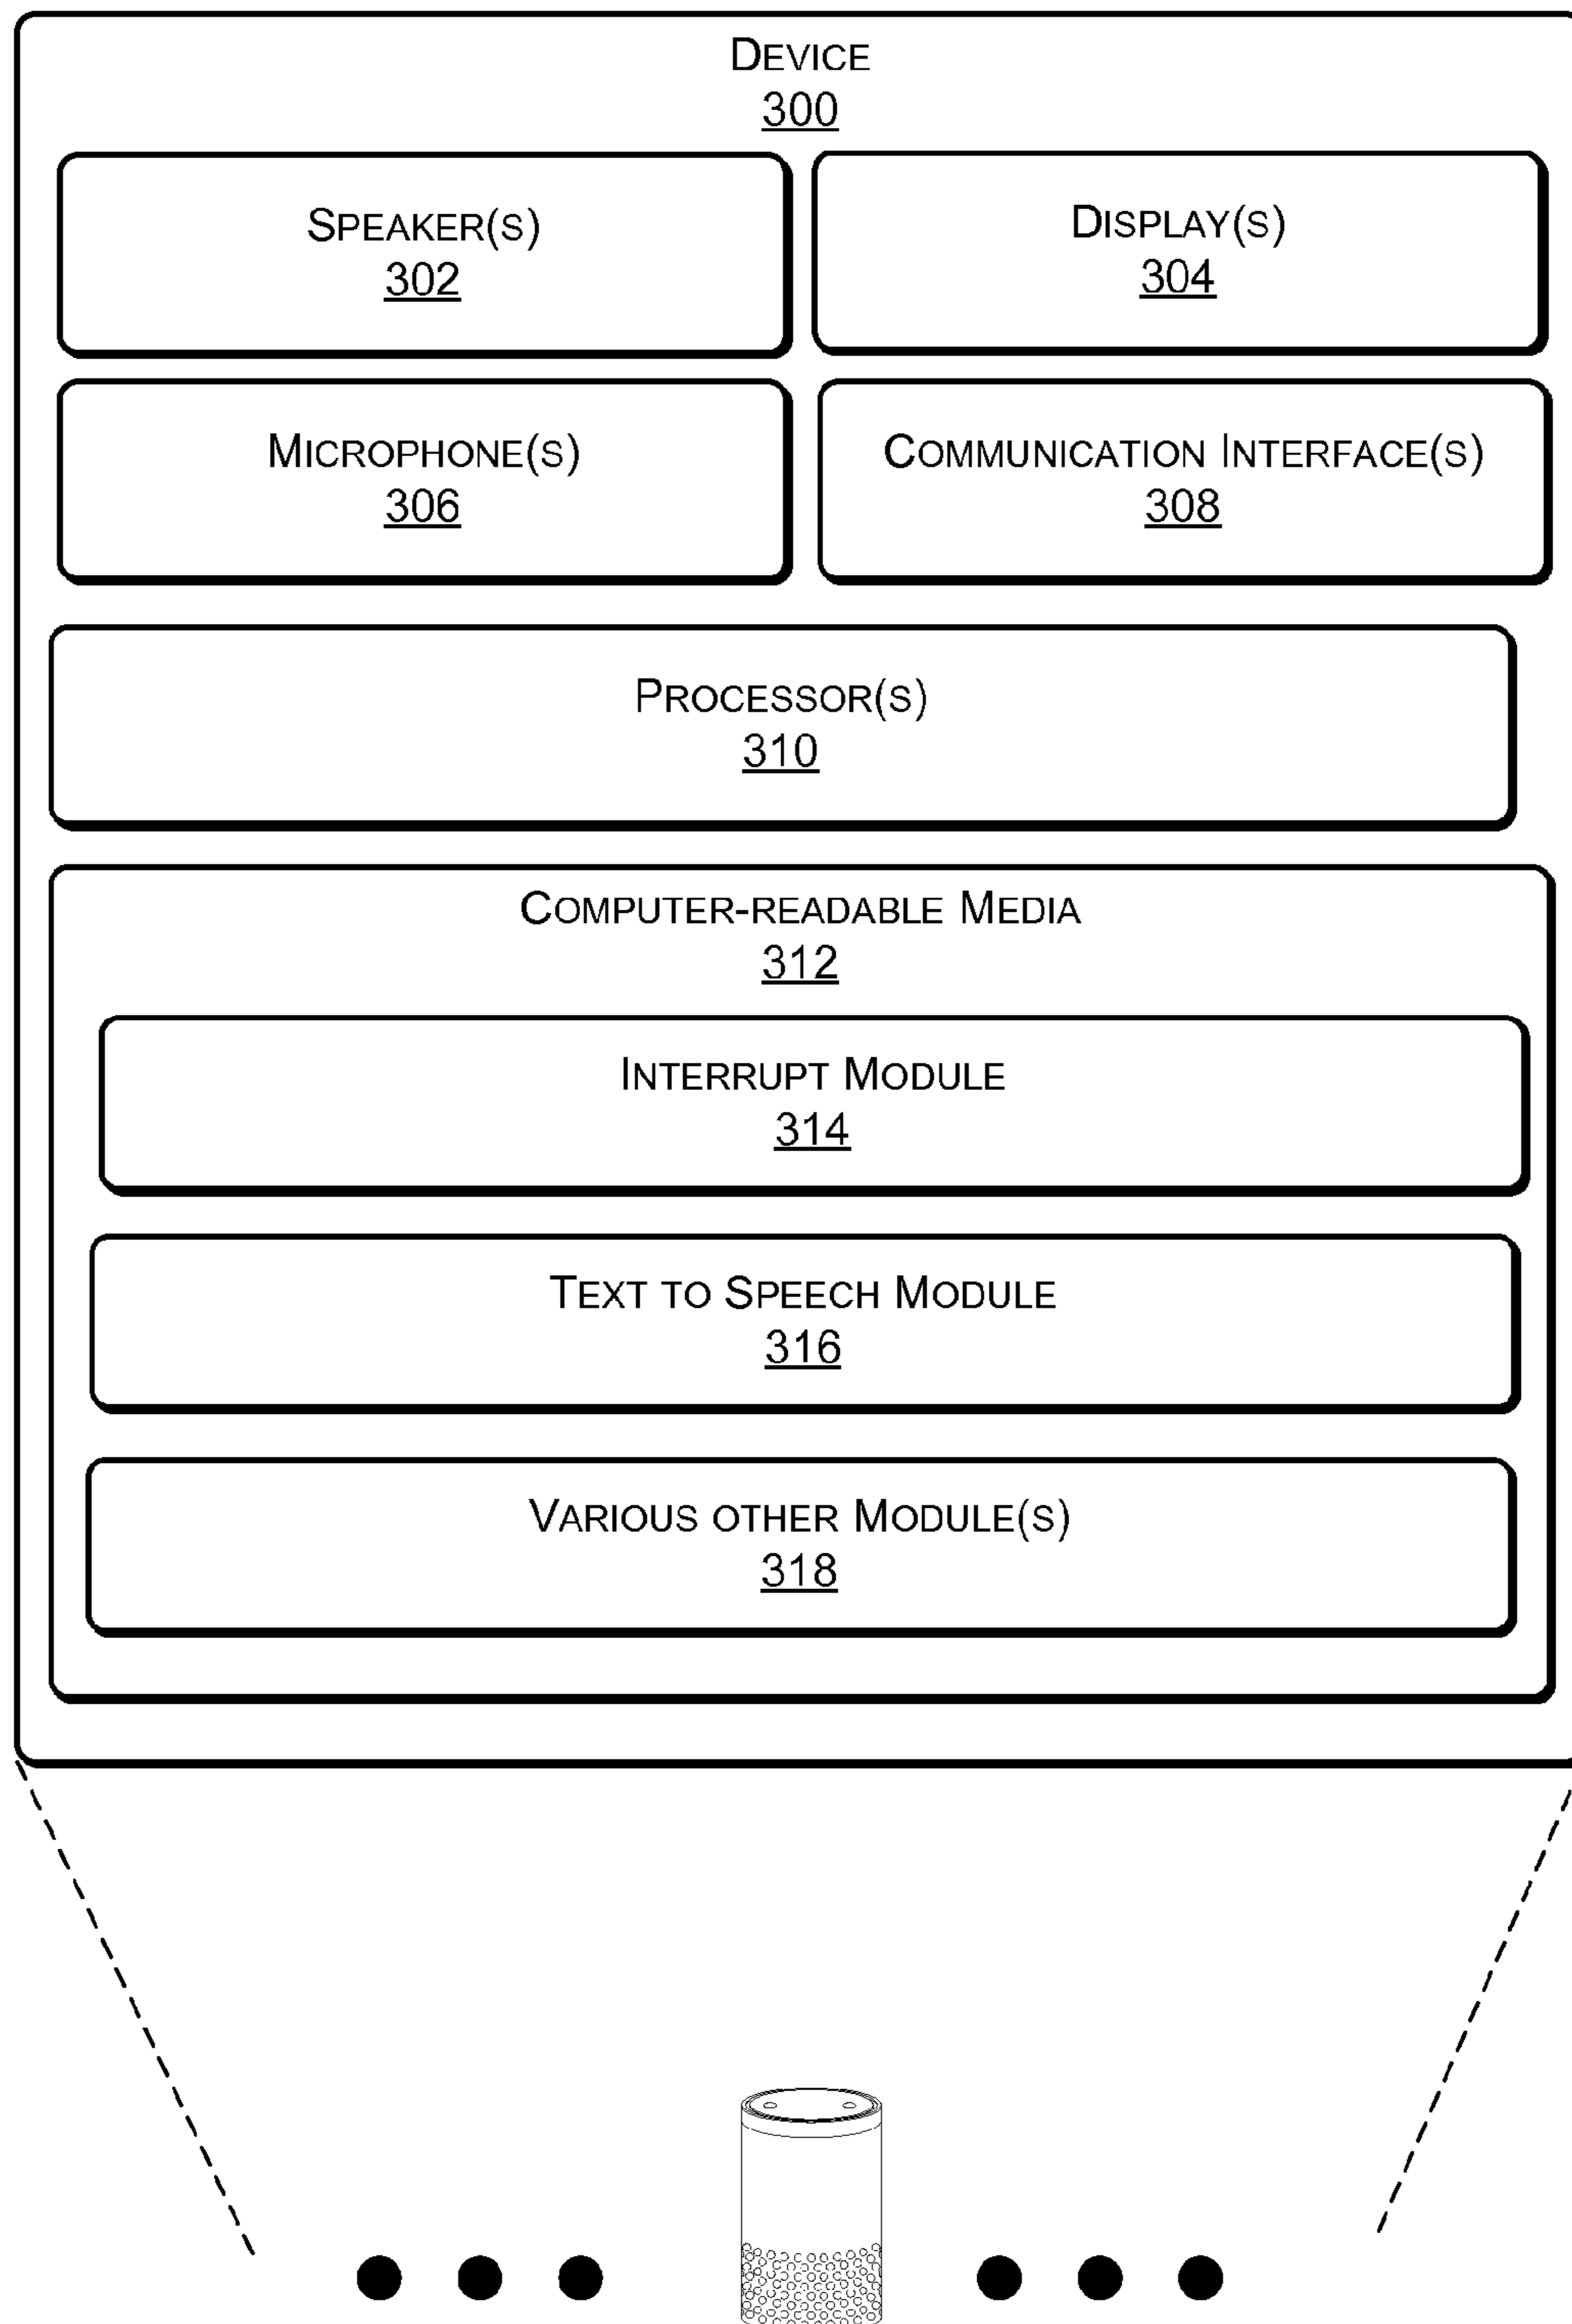 DEVICE
300
SPEAKER(S)
302
DISPLAY(S)
304
MICROPHONE(S)
306
COMMUNICATION INTERFACE(S)
308
PROCESSOR(S)
310
COMPUTER-READABLE MEDIA
312
INTERRUPT MODULE
314
TEXT TO SPEECH MODULE
316
VARIOUS OTHER MODULE(S)
318